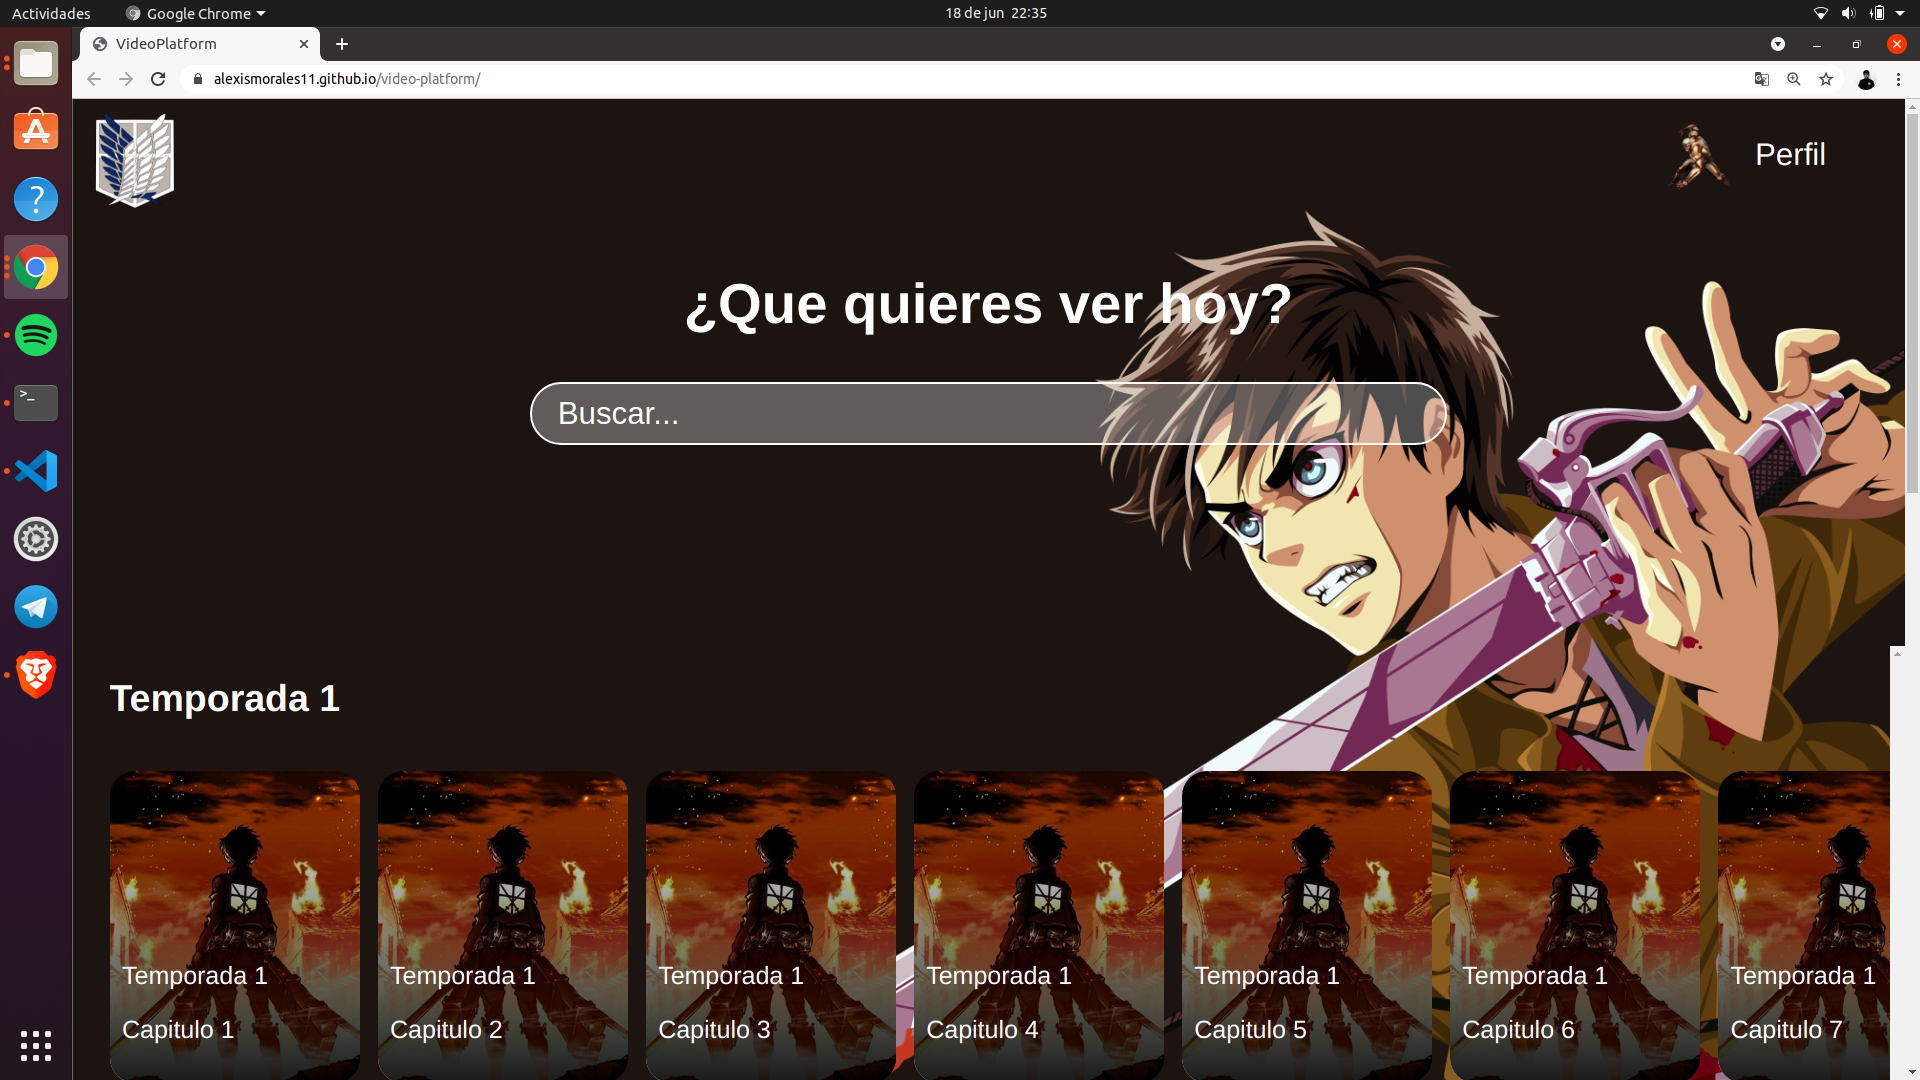 Actividades
Google Chrome
18 de jun 22:35
VideoPlatform
alexismorales11.github.io/video-platform/
Perfil
¿Que quieres ver hoy?
Buscar...
Temporada 1
Temporada 1
Capitulo 1
Temporada 1
Capitulo 2
Temporada 1
Capitulo 3
Temporada 1
Capitulo 4
Temporada 1
Capitulo 5
Temporada 1
Capitulo 6
Temporada 1
Capitulo 7